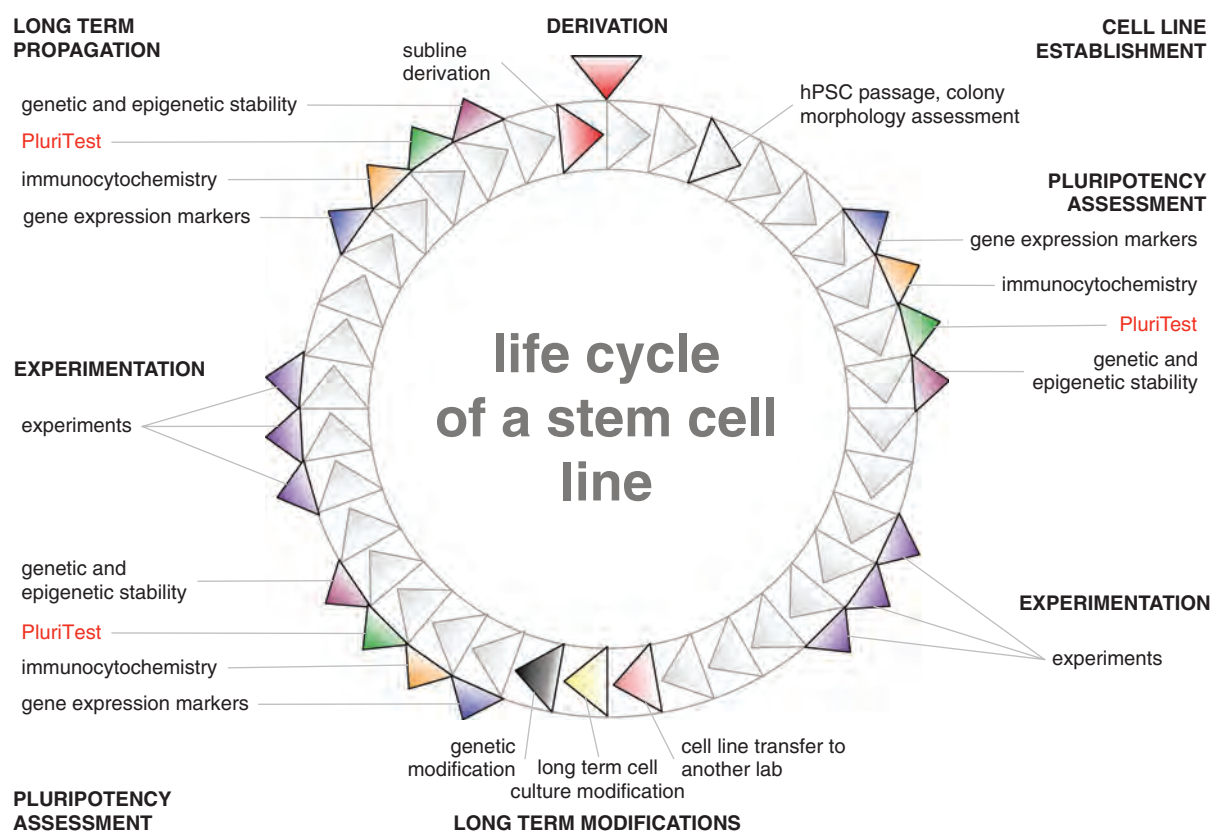 LONG TERM
PROPAGATION
DERIVATION
CELL LINE
ESTABLISHMENT
subline
derivation
hPSC passage, colony
morphology assessment
genetic and epigenetic stability
PluriTest
immunocytochemistry
gene expression markers
PLURIPOTENCY
ASSESSMENT
gene expression markers
immunocytochemistry
PluriTest
genetic and
epigenetic stability
life cycle
of a stem cell
line
EXPERIMENTATION
experiments
genetic and
epigenetic stability
PluriTest
immunocytochemistry
gene expression markers
EXPERIMENTATION
experiments
genetic
modification
long term cell
culture modification
cell line transfer to
another lab
PLURIPOTENCY
ASSESSMENT
LONG TERM MODIFICATIONS